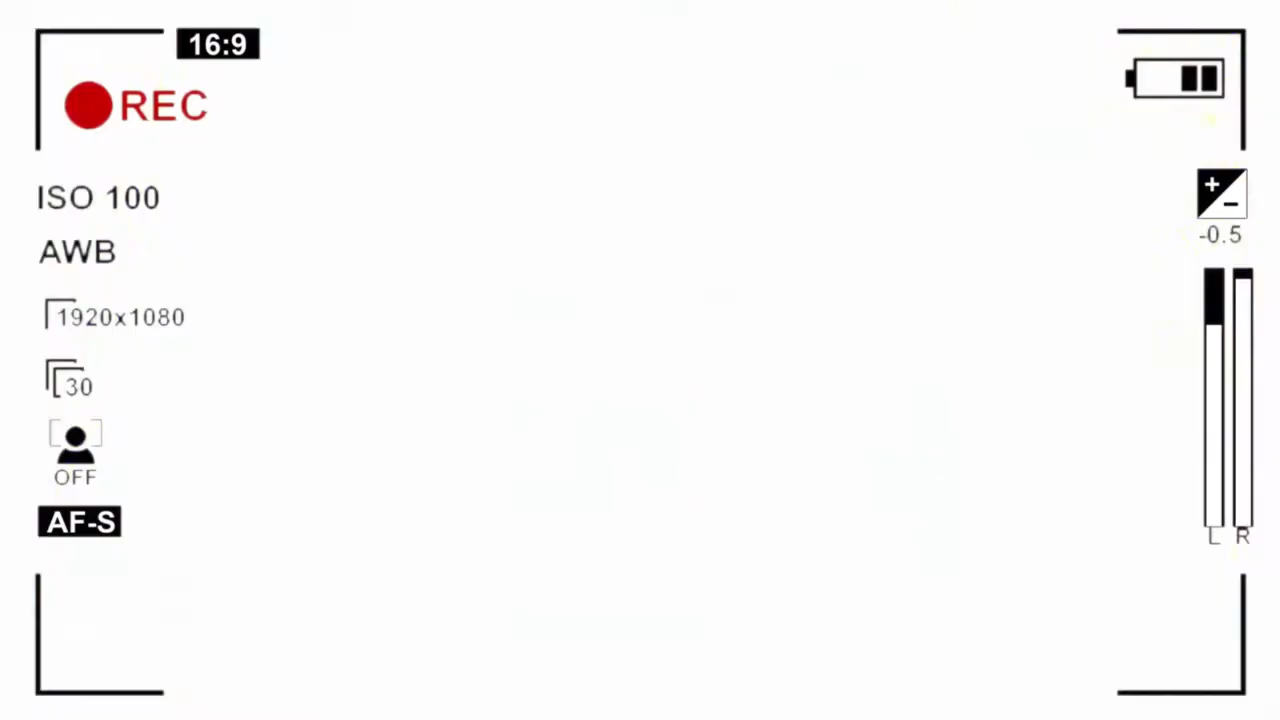 16:9
REC
ISO 100
AWB
1920x1080
30
OFF
AF-S
+
−
-0.5
L R